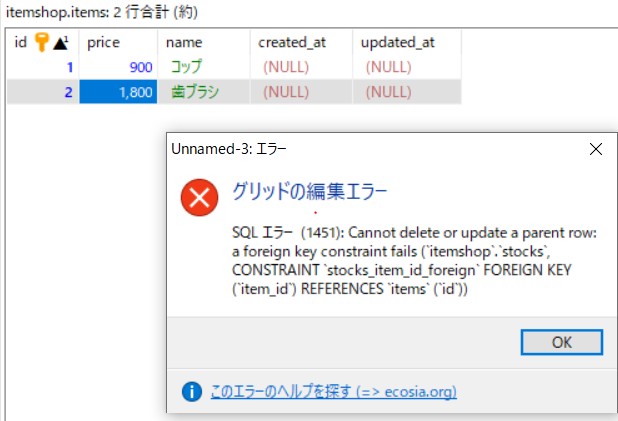 itemshop.items: 2 行合計 (約)
id 1 price name created_at updated_at
1 900 コップ (NULL) (NULL)
2 1,800 歯ブラシ (NULL) (NULL)
Unnamed-3: エラー
グリッドの編集エラー
SQL エラー (1451): Cannot delete or update a parent row:
a foreign key constraint fails (`itemshop`.`stocks`,
CONSTRAINT `stocks_item_id_foreign` FOREIGN KEY
(`item_id`) REFERENCES `items` (`id`))
OK
このエラーのヘルプを探す (=> ecosia.org)